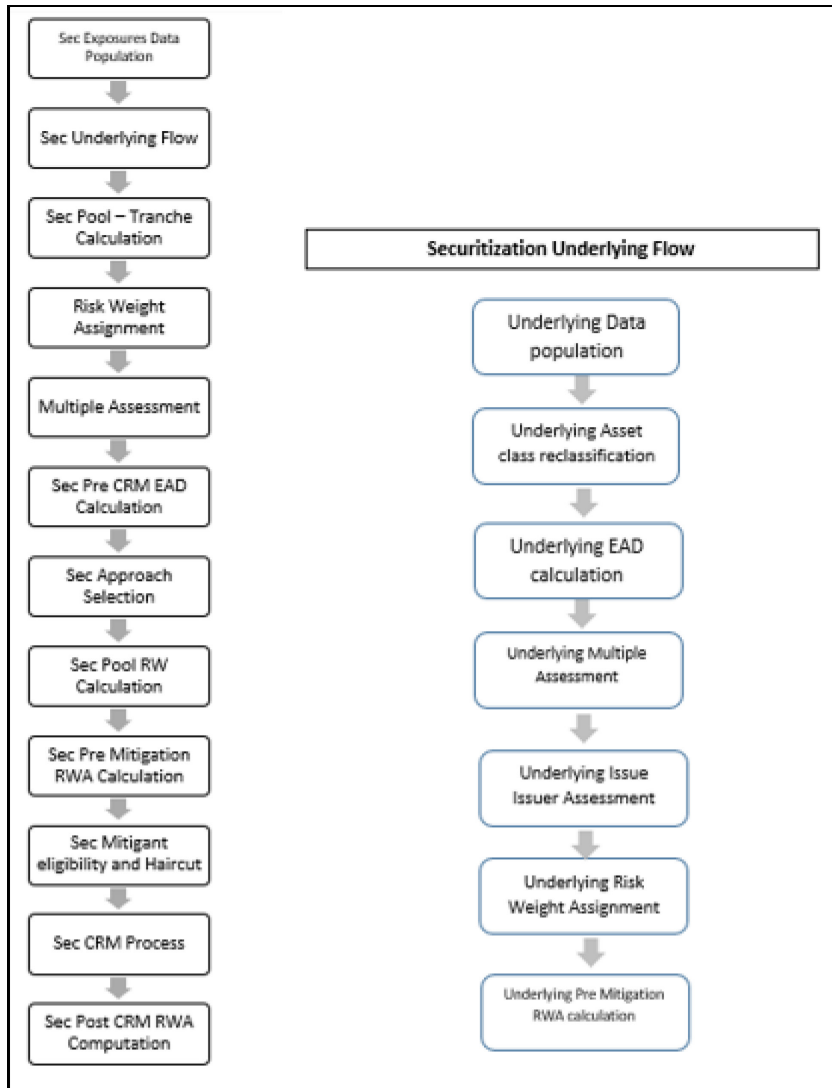 Sec Exposures Data
Population
Sec Underlying Flow
Sec Pool – Tranche
Calculation
Risk Weight
Assignment
Multiple Assessment
Sec Pre CRM EAD
Calculation
Sec Approach
Selection
Sec Pool RW
Calculation
Sec Pre Mitigation
RWA Calculation
Sec Mitigant
eligibility and Haircut
Sec CRM Process
Sec Post CRM RWA
Computation
Securitization Underlying Flow
Underlying Data
population
Underlying Asset
class reclassification
Underlying EAD
calculation
Underlying Multiple
Assessment
Underlying Issue
Issuer Assessment
Underlying Risk
Weight Assignment
Underlying Pre Mitigation
RWA calculation